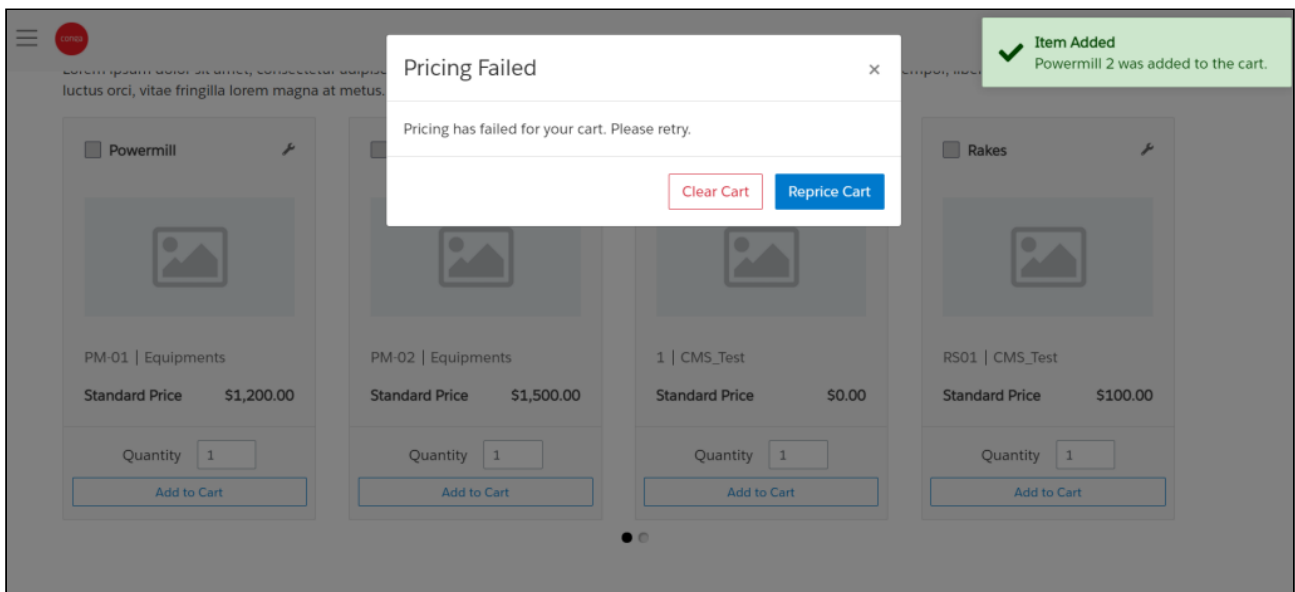 conga
Pricing Failed
×
Item Added
Powermill 2 was added to the cart.
luctus orci, vitae fringilla lorem magna at metus.
Pricing has failed for your cart. Please retry.
Clear Cart
Reprice Cart
Powermill
Rakes
PM-01 | Equipments
PM-02 | Equipments
1 | CMS_Test
RS01 | CMS_Test
Standard Price $1,200.00
Standard Price $1,500.00
Standard Price $0.00
Standard Price $100.00
Quantity 1
Quantity 1
Quantity 1
Quantity 1
Add to Cart
Add to Cart
Add to Cart
Add to Cart